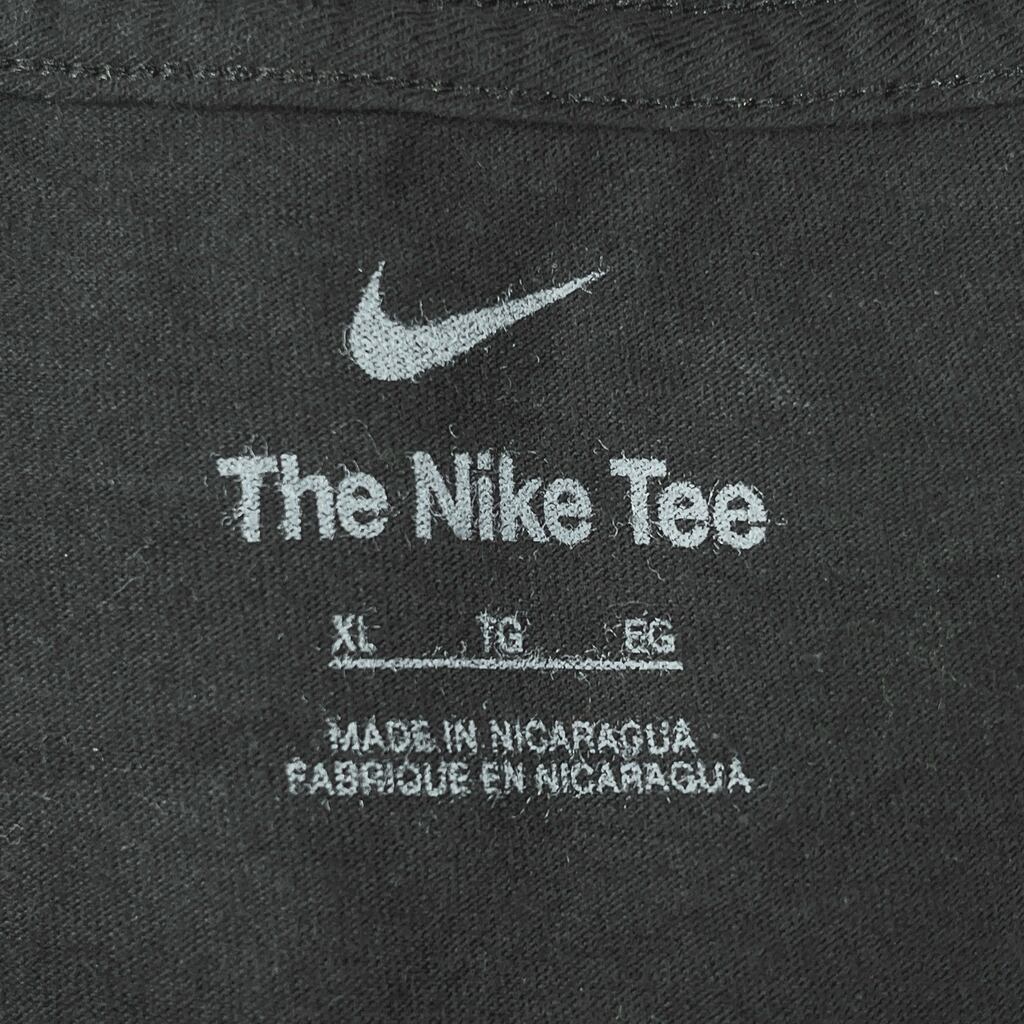 The Nike Tee
XL TG EG
MADE IN NICARAGUA
FABRIQUE EN NICARAGUA